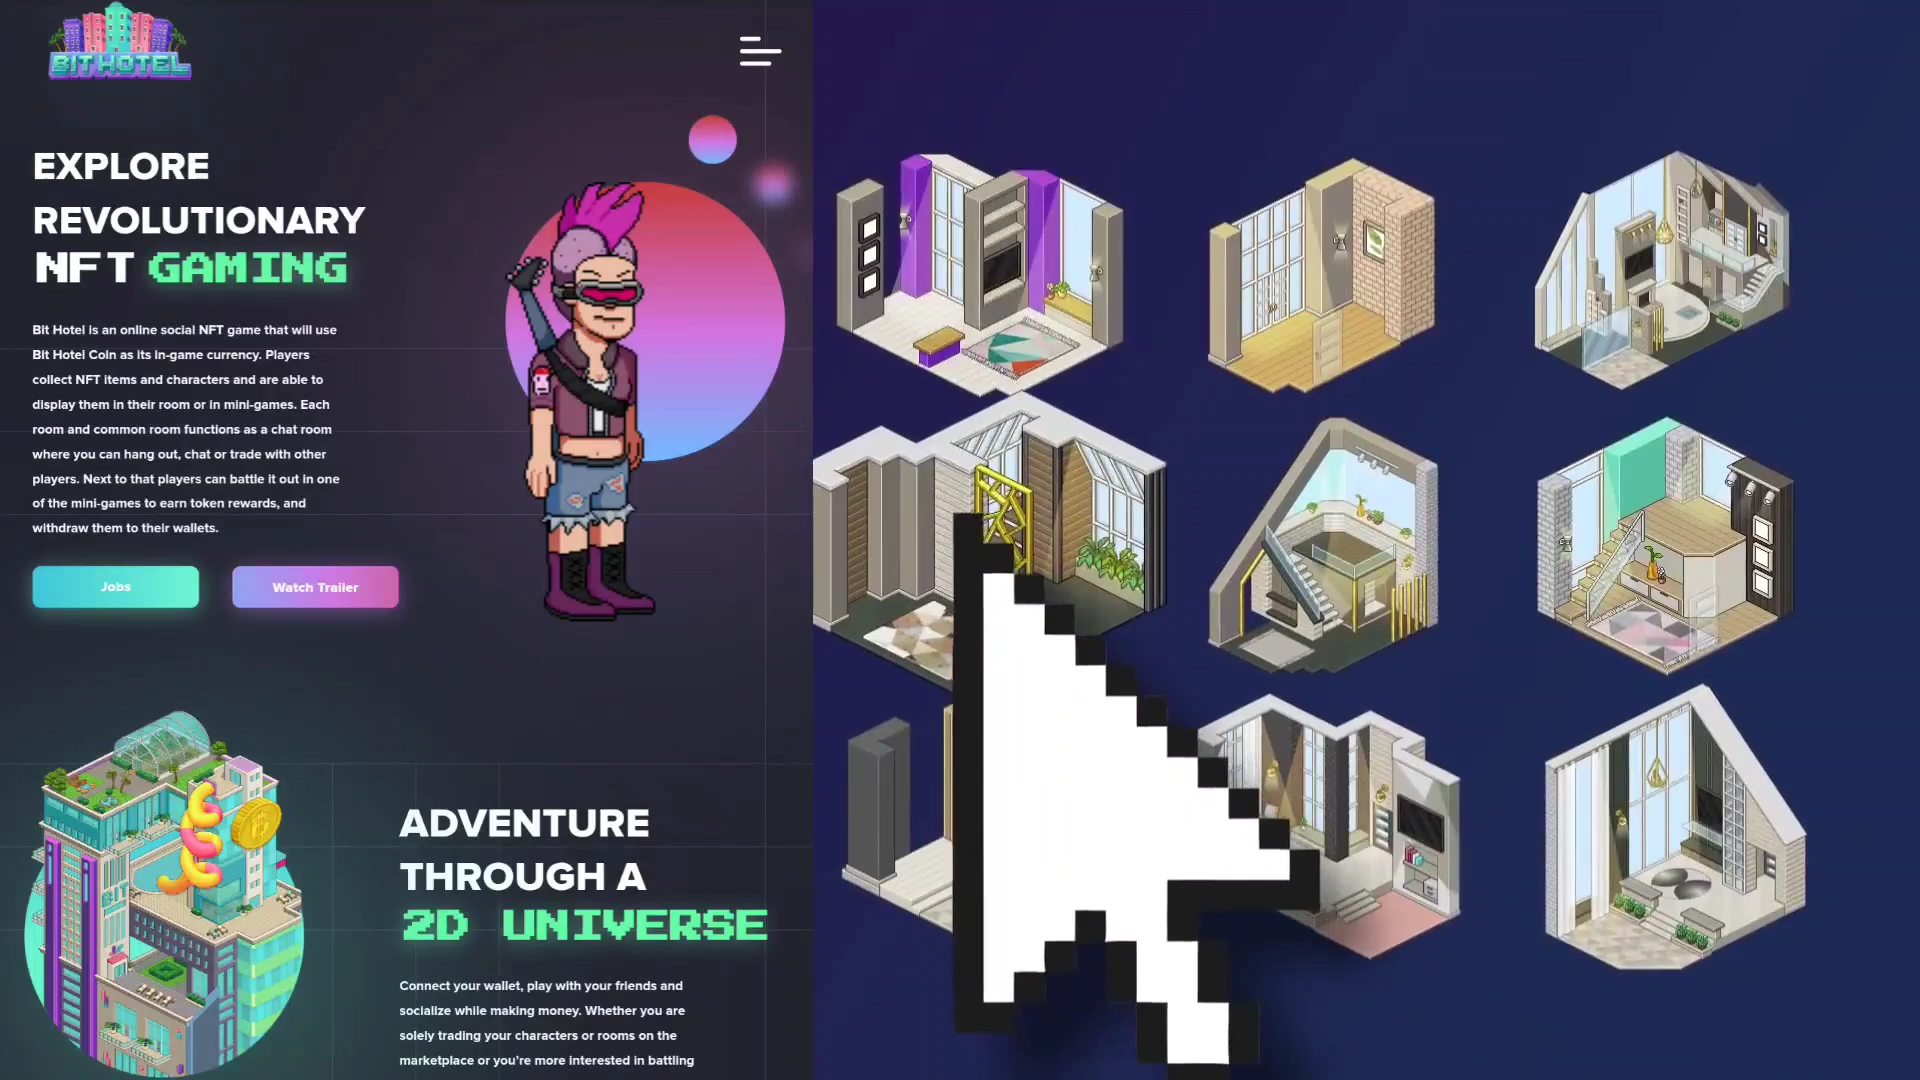 BIT HOTEL
EXPLORE
REVOLUTIONARY
NFT GAMING
Bit Hotel is an online social NFT game that will use
Bit Hotel Coin as its in-game currency. Players
collect NFT items and characters and are able to
display them in their room or in mini-games. Each
room and common room functions as a chat room
where you can hang out, chat or trade with other
players. Next to that players can battle it out in one
of the mini-games to earn token rewards, and
withdraw them to their wallets.
Jobs
Watch Trailer
ADVENTURE
THROUGH A
2D UNIVERSE
Connect your wallet, play with your friends and
socialize while making money. Whether you are
solely trading your characters or rooms on the
marketplace or you're more interested in battling